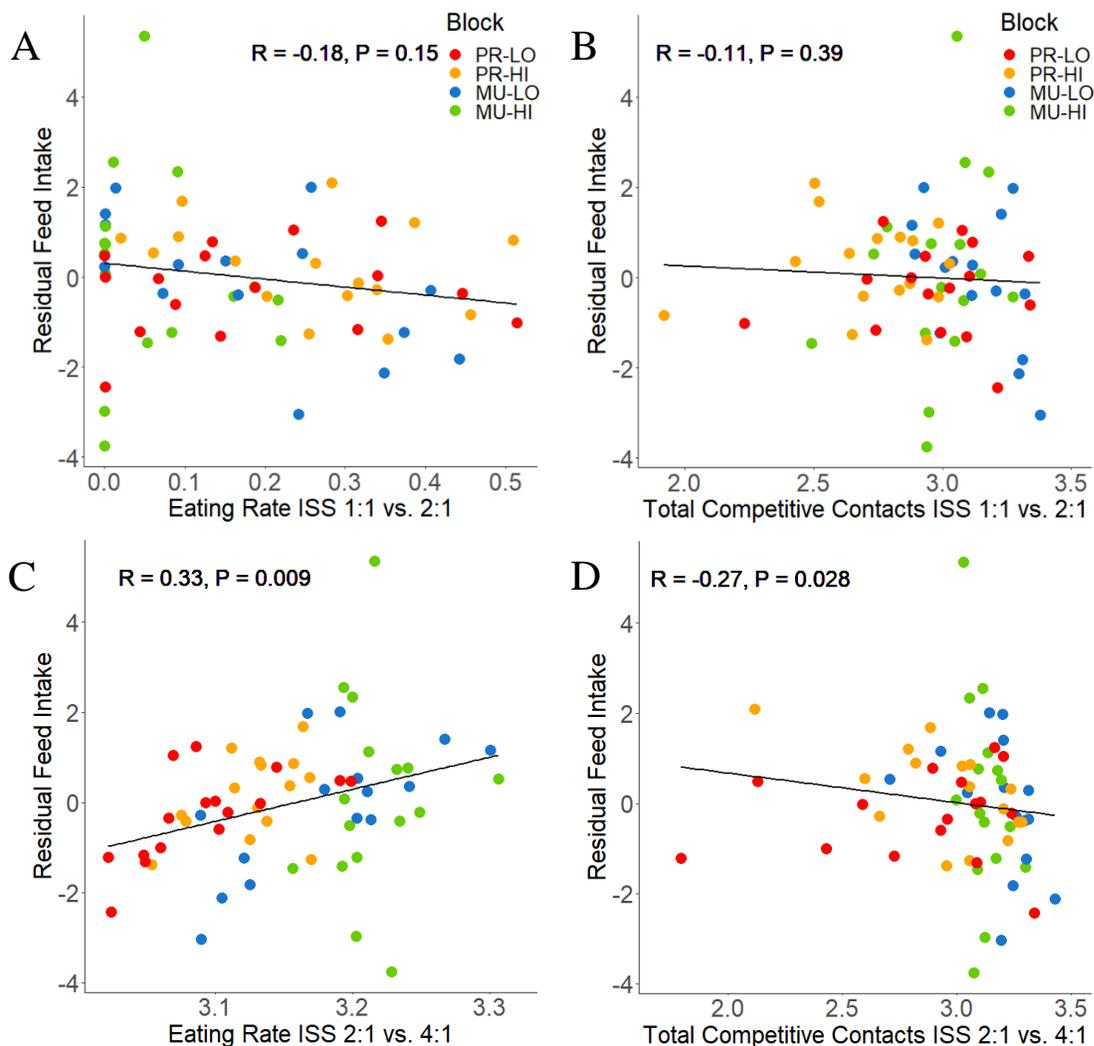 A
R = -0.18, P = 0.15
Block
PR-LO
PR-HI
MU-LO
MU-HI
Residual Feed Intake
4
2
0
-2
-4
0.0 0.1 0.2 0.3 0.4 0.5
Eating Rate ISS 1:1 vs. 2:1
B
R = -0.11, P = 0.39
Block
PR-LO
PR-HI
MU-LO
MU-HI
Residual Feed Intake
4
2
0
-2
-4
2.0 2.5 3.0 3.5
Total Competitive Contacts ISS 1:1 vs. 2:1
C
R = 0.33, P = 0.009
Residual Feed Intake
4
2
0
-2
-4
3.1 3.2 3.3
Eating Rate ISS 2:1 vs. 4:1
D
R = -0.27, P = 0.028
Residual Feed Intake
4
2
0
-2
-4
2.0 2.5 3.0 3.5
Total Competitive Contacts ISS 2:1 vs. 4:1